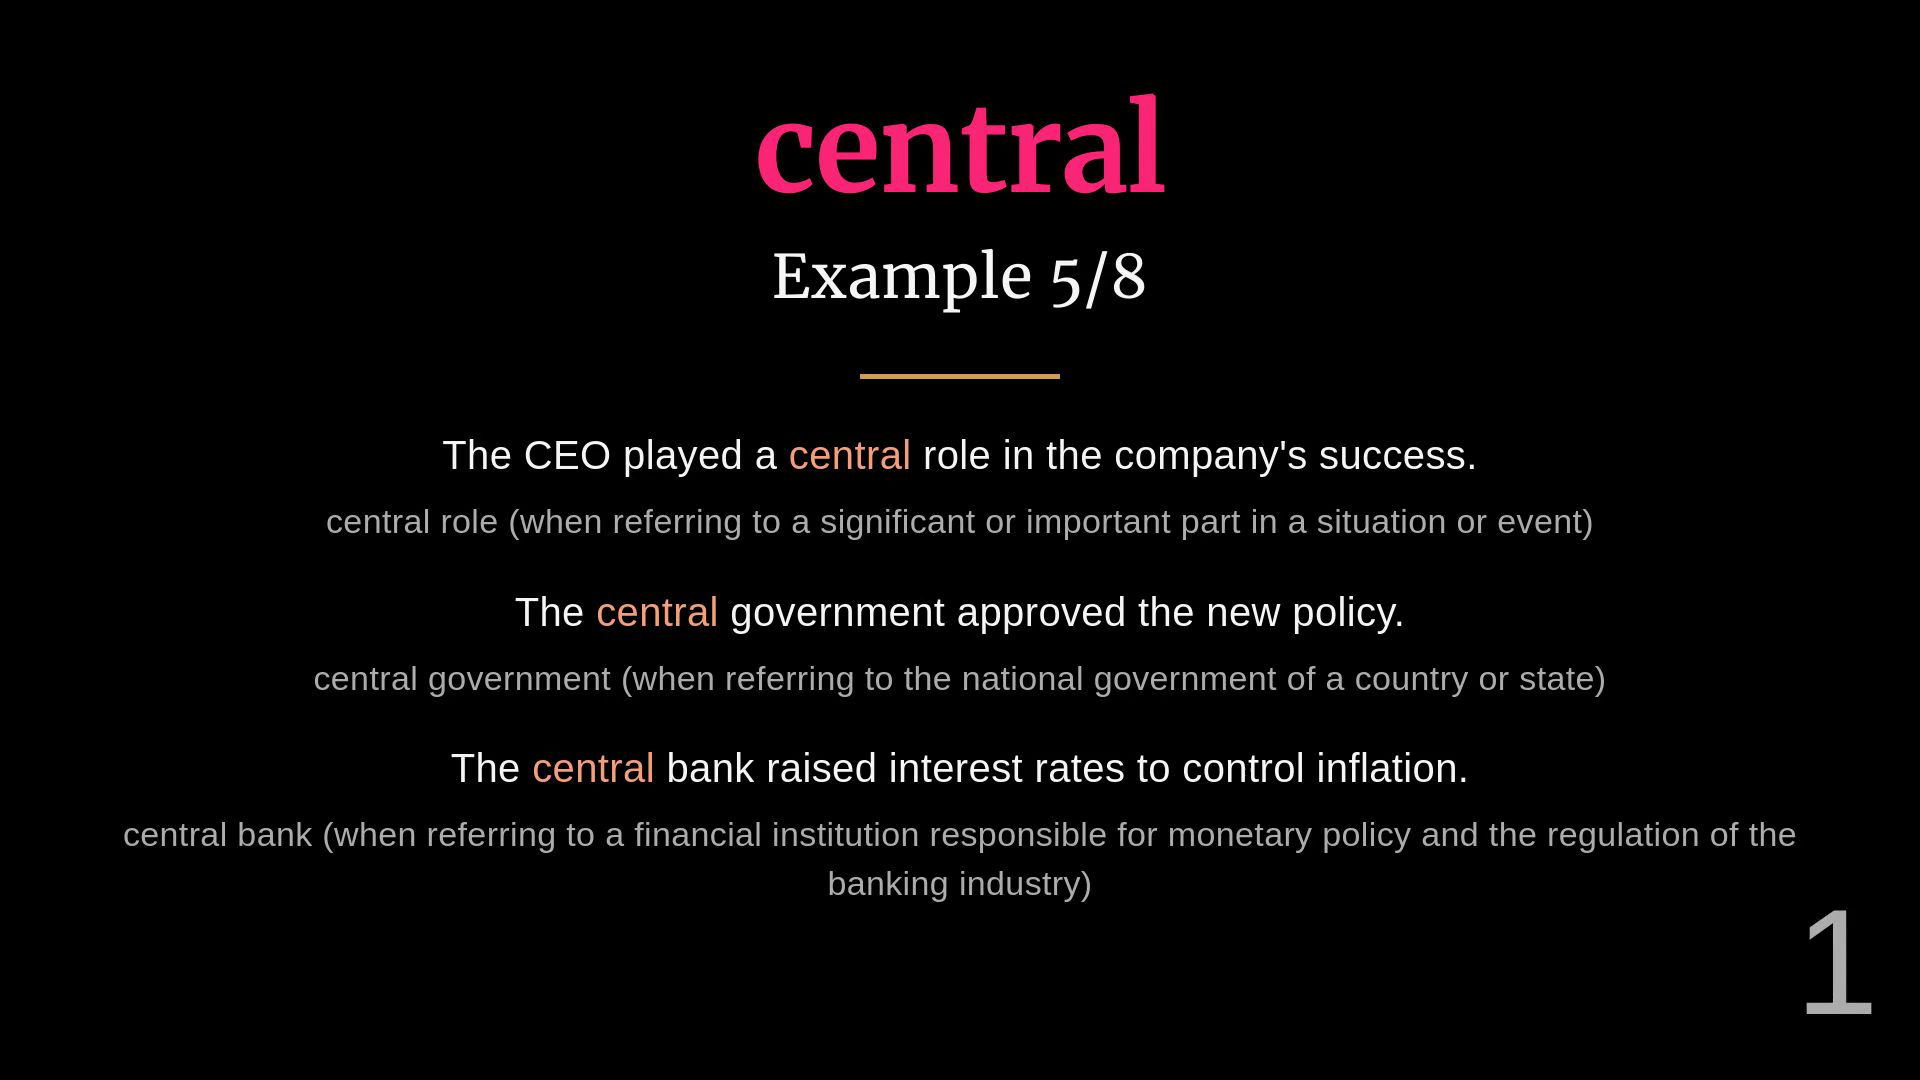 central
Example 5/8
The CEO played a central role in the company's success.
central role (when referring to a significant or important part in a situation or event)
The central government approved the new policy.
central government (when referring to the national government of a country or state)
The central bank raised interest rates to control inflation.
central bank (when referring to a financial institution responsible for monetary policy and the regulation of the
banking industry)
1